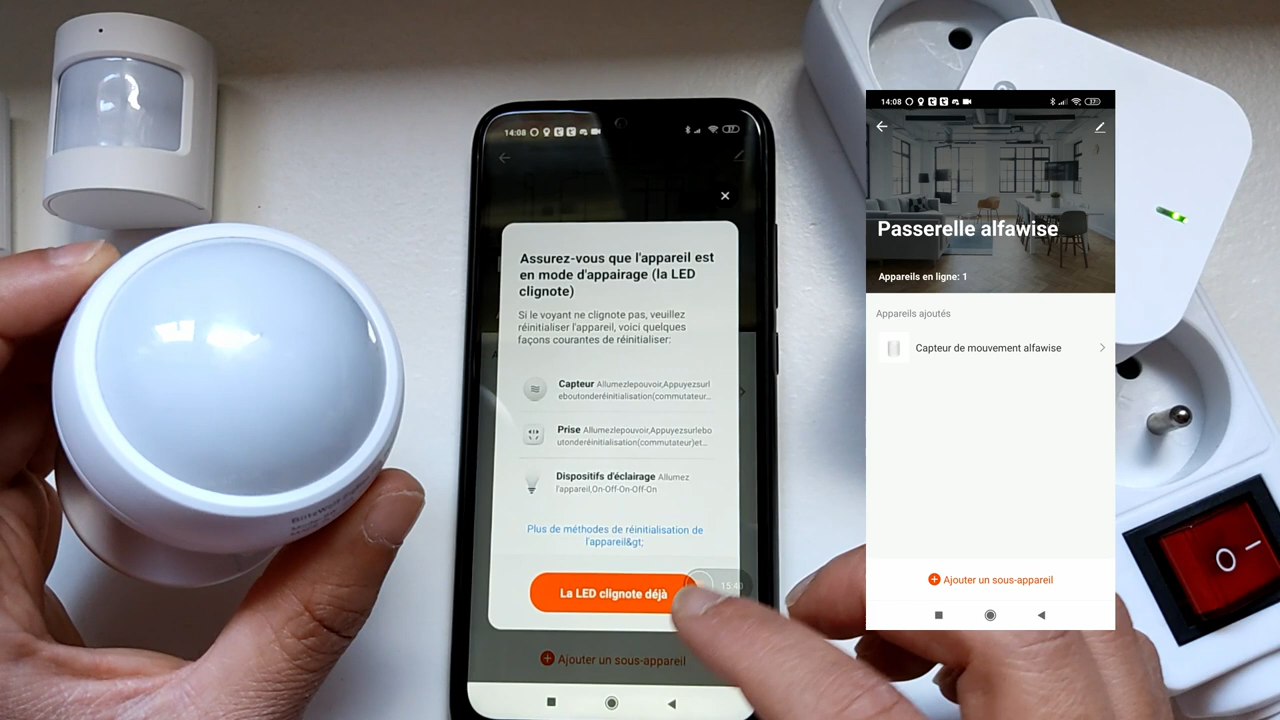 14:08
Assurez-vous que l'appareil est
en mode d'appairage (la LED
clignote)
Si le voyant ne clignote pas, veuillez
réinitialiser l'appareil, voici quelques
façons courantes de réinitialiser:
Capteur Allumezlepouvoir,Appuyezsurl
eboutonderéinitialisation(commutateur...
Prise Allumezlepouvoir,Appuyezsurlebo
utonderéinitialisation(commutateur)et...
Dispositifs d'éclairage Allumez
l'appareil,On-Off-On-Off-On
Plus de méthodes de réinitialisation de
l'appareil&gt;
La LED clignote déjà
15:40
Ajouter un sous-appareil
14:08
37
Passerelle alfawise
Appareils en ligne: 1
Appareils ajoutés
Capteur de mouvement alfawise
Ajouter un sous-appareil